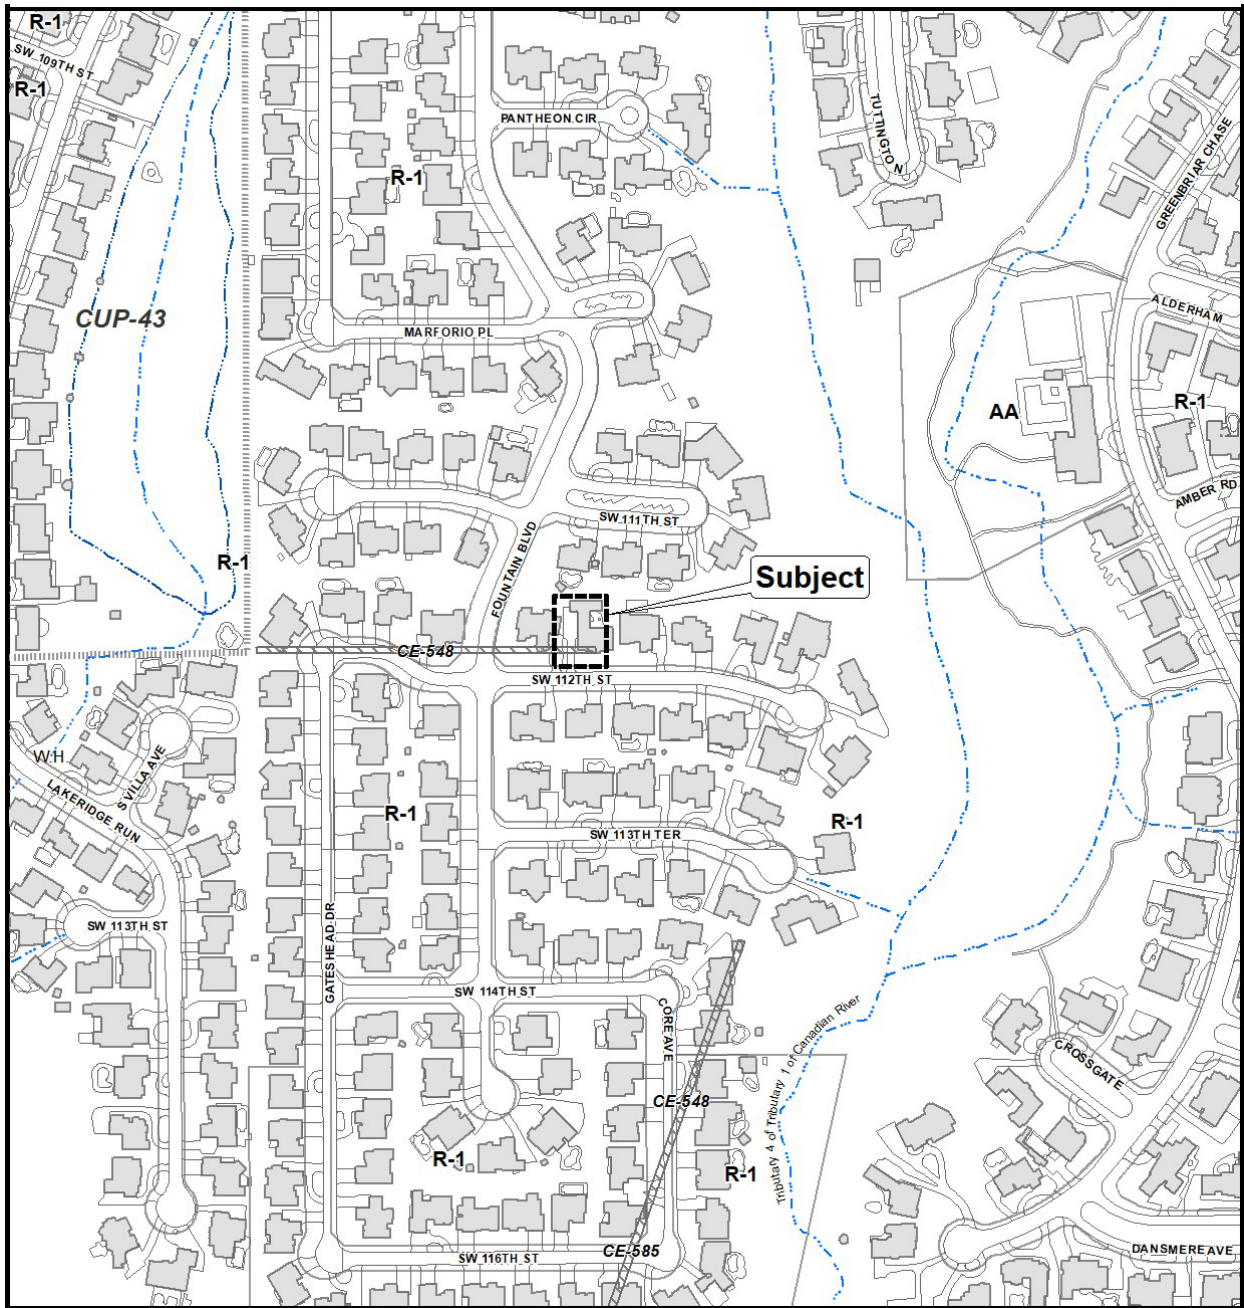 R-1
SW 109TH ST
R-1
PANTHEON CIR
TUTTINGTON
GREENBRIAR CHASE
R-1
CUP-43
MARFORIO PL
ALDERHAM
AA
R-1
AMBER RD
SW 111TH ST
FOUNTAIN BLVD
R-1
Subject
CE-548
SW 112TH ST
W.H.
S VILLA AVE
LAKERIDGE RUN
R-1
SW 113TH TER
R-1
SW 113TH ST
GATESHEAD DR
SW 114TH ST
CORE AVE
Tributary 4 of Tributary 1 of Canadian River
CROSSGATE
CE-548
R-1
R-1
CE-585
SW 116TH ST
DANSMERE AVE